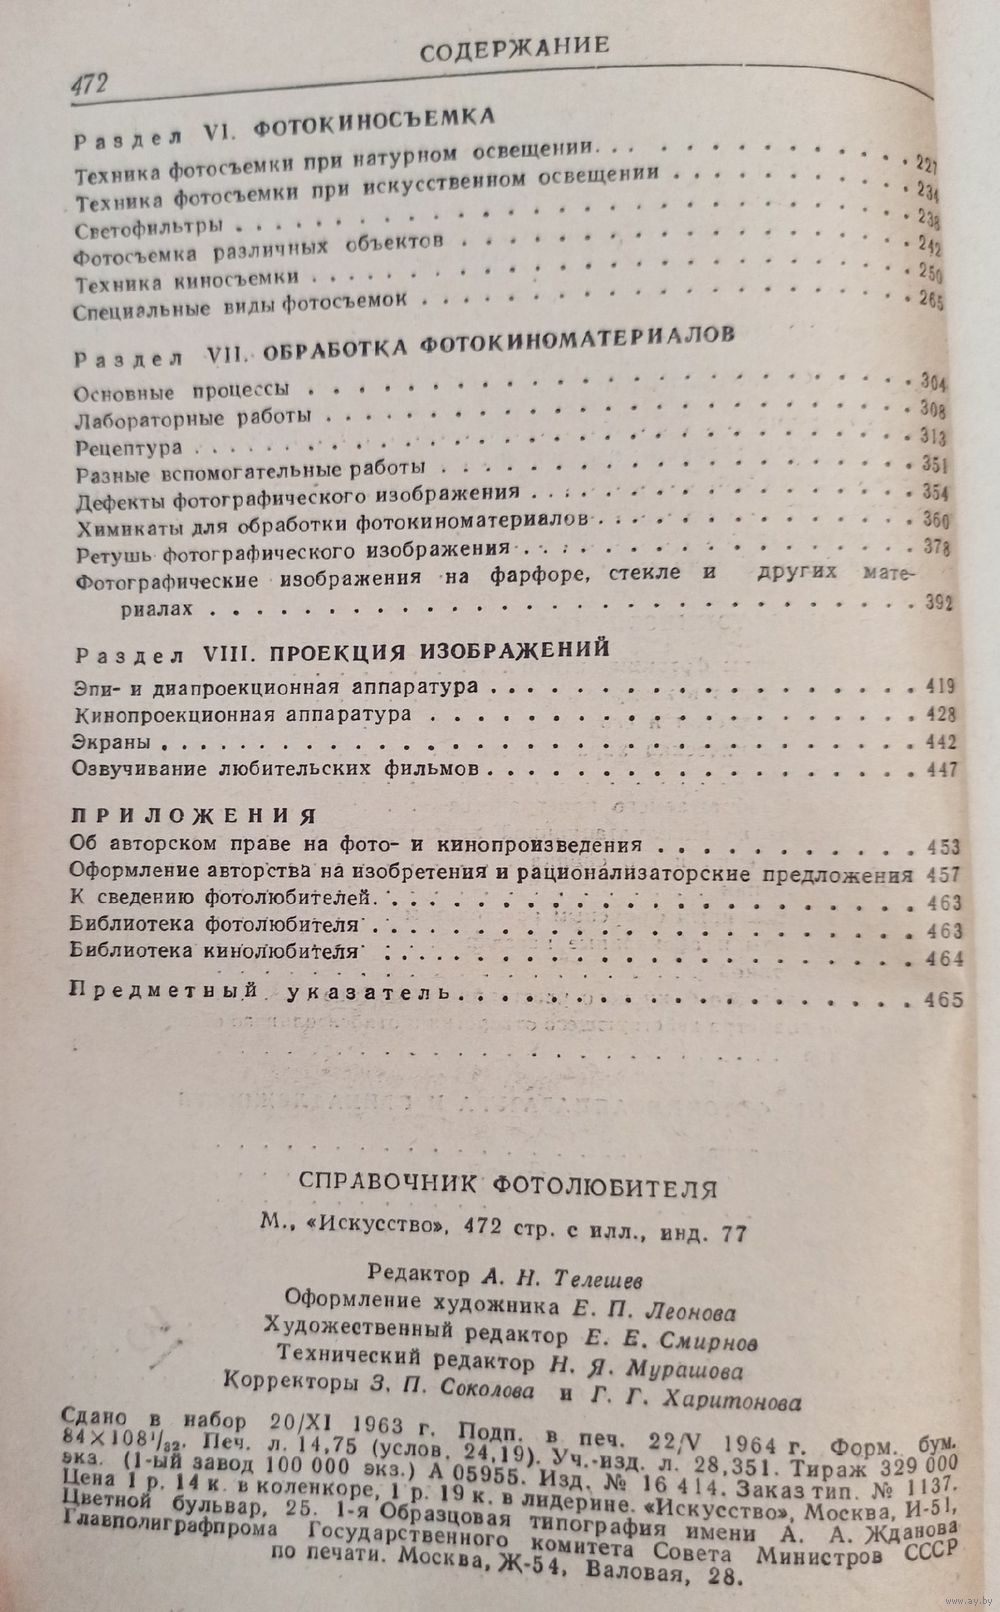 СОДЕРЖАНИЕ
472
Раздел VI. ФОТОКИНОСЪЕМКА
Техника фотосъемки при натурном освещении . . . . . . . . . . . . . 227
Техника фотосъемки при искусственном освещении . . . . . . . . . . 234
Светофильтры . . . . . . . . . . . . . . . . . . . . . . . . . 238
Фотосъемка различных объектов . . . . . . . . . . . . . . . . . . 242
Техника киносъемки . . . . . . . . . . . . . . . . . . . . . . . 250
Специальные виды фотосъемок . . . . . . . . . . . . . . . . . . . 265
Раздел VII. ОБРАБОТКА ФОТОКИНОМАТЕРИАЛОВ
Основные процессы . . . . . . . . . . . . . . . . . . . . . . . 304
Лабораторные работы . . . . . . . . . . . . . . . . . . . . . . 308
Рецептура . . . . . . . . . . . . . . . . . . . . . . . . . . . 313
Разные вспомогательные работы . . . . . . . . . . . . . . . . . . 351
Дефекты фотографического изображения . . . . . . . . . . . . . . . 354
Химикаты для обработки фотокиноматериалов . . . . . . . . . . . . . 360
Ретушь фотографического изображения . . . . . . . . . . . . . . . 378
Фотографические изображения на фарфоре, стекле и других мате-
риалах . . . . . . . . . . . . . . . . . . . . . . . . . . . 392
Раздел VIII. ПРОЕКЦИЯ ИЗОБРАЖЕНИЙ
Эпи- и диапроекционная аппаратура . . . . . . . . . . . . . . . . 419
Кинопроекционная аппаратура . . . . . . . . . . . . . . . . . . . 428
Экраны . . . . . . . . . . . . . . . . . . . . . . . . . . . . 442
Озвучивание любительских фильмов . . . . . . . . . . . . . . . . . 447
ПРИЛОЖЕНИЯ
Об авторском праве на фото- и кинопроизведения . . . . . . . . . . 453
Оформление авторства на изобретения и рационализаторские предложения 457
К сведению фотолюбителей . . . . . . . . . . . . . . . . . . . . 463
Библиотека фотолюбителя . . . . . . . . . . . . . . . . . . . . . 463
Библиотека кинолюбителя . . . . . . . . . . . . . . . . . . . . . 464
Предметный указатель . . . . . . . . . . . . . . . . . . . . . . 465
СПРАВОЧНИК ФОТОЛЮБИТЕЛЯ
М., «Искусство», 472 стр. с илл., инд. 77
Редактор А. Н. Телешев
Оформление художника Е. П. Леонова
Художественный редактор Е. Е. Смирнов
Технический редактор Н. Я. Мурашова
Корректоры З. П. Соколова и Г. Г. Харитонова
Сдано в набор 20/XI 1963 г. Подп. в печ. 22/V 1964 г. Форм. бум.
84×108¹/₃₂. Печ. л. 14,75 (услов. 24,19). Уч.-изд. л. 28,351. Тираж 329 000
экз. (1-ый завод 100 000 экз.) А 05955. Изд. № 16 414. Заказ тип. № 1137.
Цена 1 р. 14 к. в коленкоре, 1 р. 19 к. в лидерине. «Искусство», Москва, И-51,
Цветной бульвар, 25. 1-я Образцовая типография имени А. А. Жданова
Главполиграфпрома Государственного комитета Совета Министров СССР
по печати. Москва, Ж-54, Валовая, 28.
www.ay.by